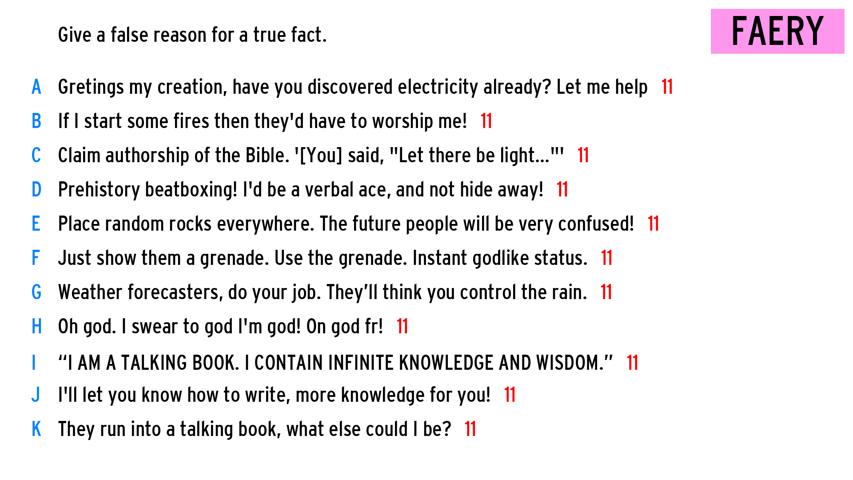 Give a false reason for a true fact.
FAERY
A Gretings my creation, have you discovered electricity already? Let me help 11
B If I start some fires then they'd have to worship me! 11
C Claim authorship of the Bible. '[You] said, "Let there be light..."' 11
D Prehistory beatboxing! I'd be a verbal ace, and not hide away! 11
E Place random rocks everywhere. The future people will be very confused! 11
F Just show them a grenade. Use the grenade. Instant godlike status. 11
G Weather forecasters, do your job. They’ll think you control the rain. 11
H Oh god. I swear to god I'm god! On god fr! 11
I “I AM A TALKING BOOK. I CONTAIN INFINITE KNOWLEDGE AND WISDOM.” 11
J I'll let you know how to write, more knowledge for you! 11
K They run into a talking book, what else could I be? 11